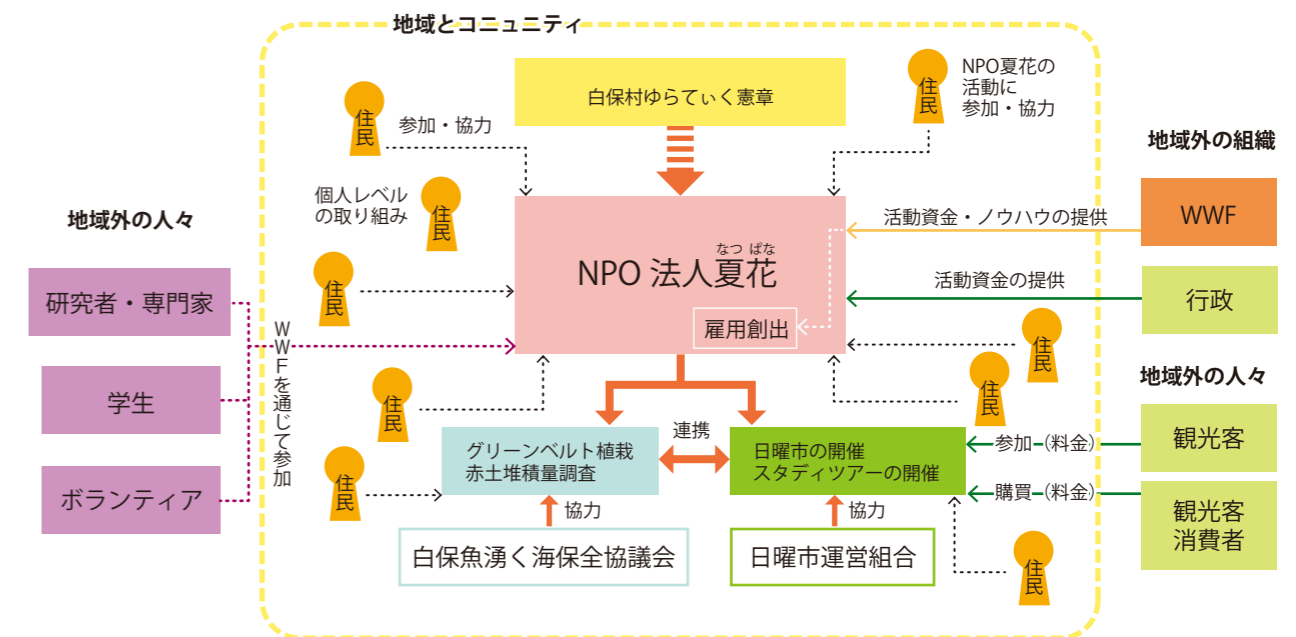 地域とコニュニティ
白保村ゆらてぃく憲章
住民
参加・協力
住民
NPO夏花の
活動に
参加・協力
個人レベル
の取り組み
住民
住民
地域外の人々
研究者・専門家
学生
ボランティア
WWFを通じて参加
なつ ばな
NPO 法人夏花
雇用創出
地域外の組織
WWF
活動資金・ノウハウの提供
行政
活動資金の提供
住民
住民
住民
住民
連携
グリーンベルト植栽
赤土堆積量調査
日曜市の開催
スタディツアーの開催
協力
協力
白保魚湧く海保全協議会
日曜市運営組合
住民
地域外の人々
観光客
参加 (料金)
観光客
消費者
購買 (料金)